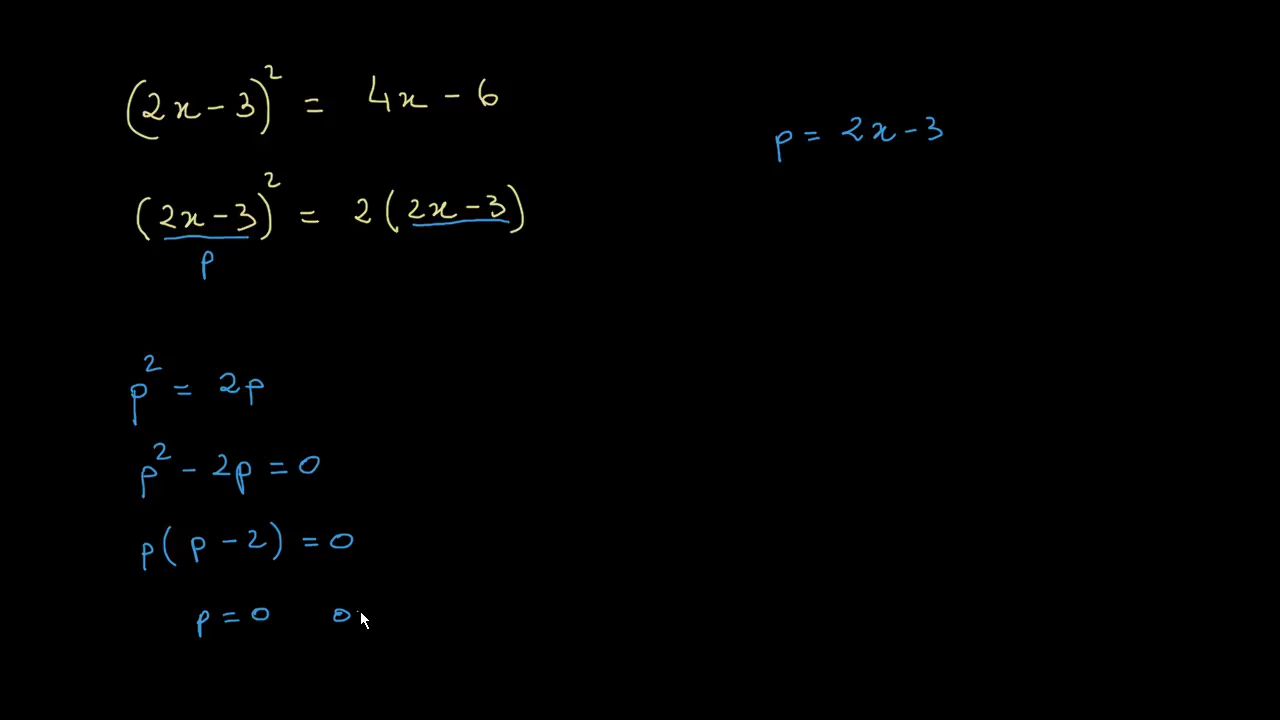 (2x-3)² = 4x - 6
p = 2x-3
(2x-3)² = 2(2x-3)
p
p² = 2p
p² - 2p = 0
p(p-2) = 0
p = 0 o